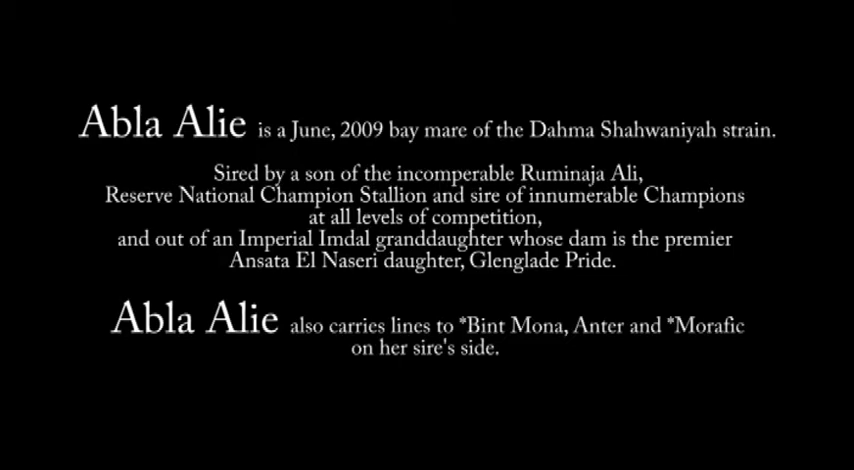 Abla Alie is a June, 2009 bay mare of the Dahma Shahwaniyah strain.
Sired by a son of the incomperable Ruminaja Ali,
Reserve National Champion Stallion and sire of innumerable Champions
at all levels of competition,
and out of an Imperial Imdal granddaughter whose dam is the premier
Ansata El Naseri daughter, Glenglade Pride.
Abla Alie also carries lines to *Bint Mona, Anter and *Morafic
on her sire's side.